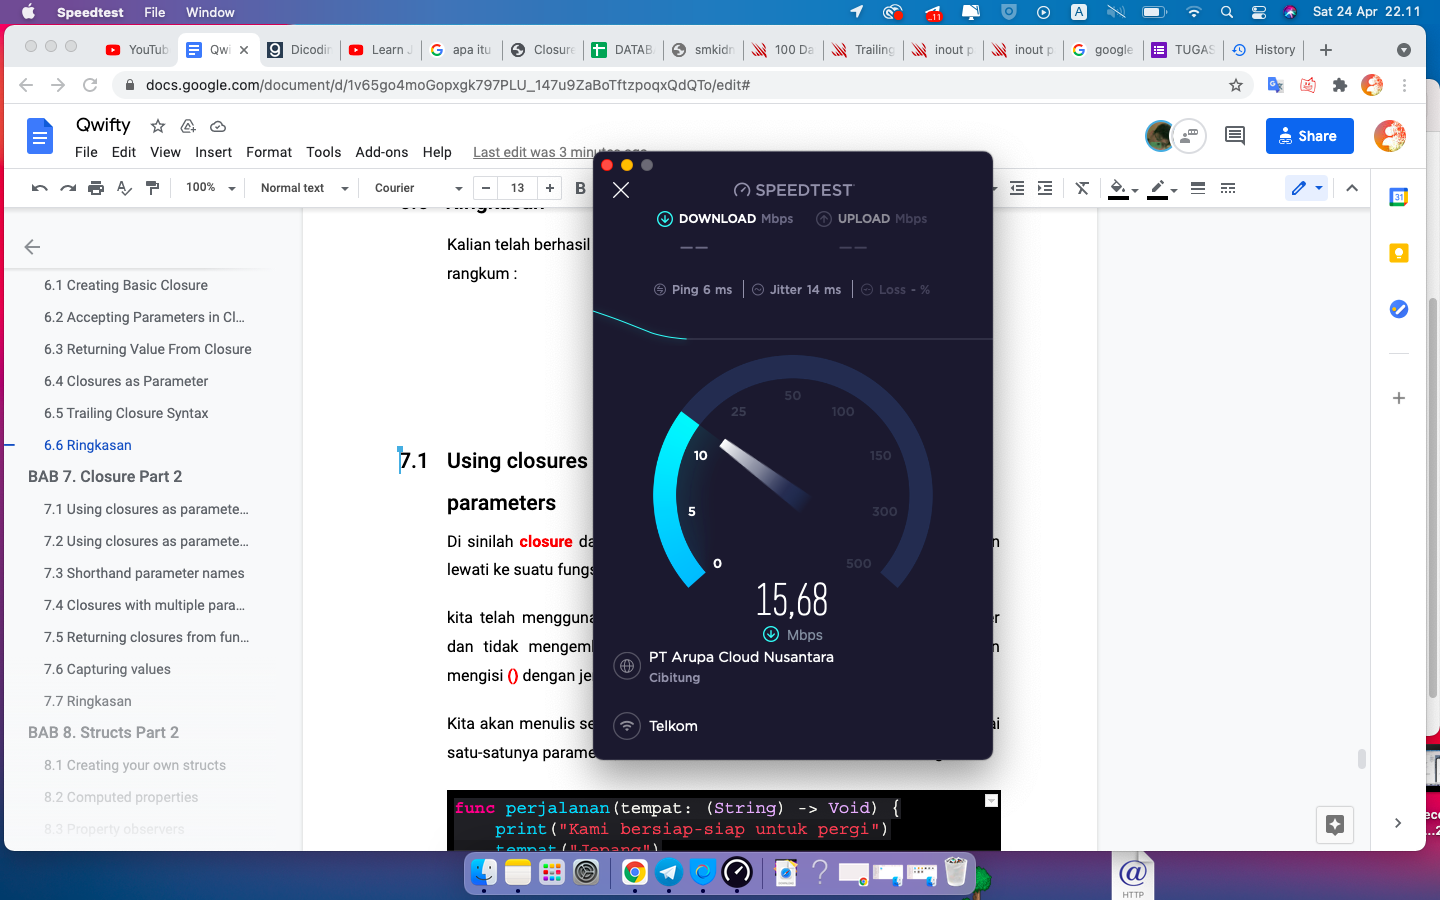 Speedtest File Window
11
A
Sat 24 Apr 22.11
YouTub
Qwi
Dicodin
Learn J
apa itu
Closure
DATAB
smkidn
100 Da
Trailing
inout p
inout p
google
TUGAS
History
docs.google.com/document/d/1v65go4moGopxgk797PLU_147u9ZaBoTftzpoqxQdQTo/edit#
Qwifty
File Edit View Insert Format Tools Add-ons Help Last edit was 3 minutes ago
Share
100% Normal text Courier 13 B
31
6.1 Creating Basic Closure
6.2 Accepting Parameters in Cl...
6.3 Returning Value From Closure
6.4 Closures as Parameter
6.5 Trailing Closure Syntax
6.6 Ringkasan
BAB 7. Closure Part 2
7.1 Using closures as paramete...
7.2 Using closures as paramete...
7.3 Shorthand parameter names
7.4 Closures with multiple para...
7.5 Returning closures from fun...
7.6 Capturing values
7.7 Ringkasan
BAB 8. Structs Part 2
8.1 Creating your own structs
8.2 Computed properties
8.3 Property observers
Ringkasan
Kalian telah berhasil
rangkum :
7.1 Using closures
parameters
Di sinilah closure da
lewati ke suatu fungs
kita telah mengguna
dan tidak mengeml
mengisi () dengan je
Kita akan menulis se
satu-satunya parame
func perjalanan(tempat: (String) -> Void) {
print("Kami bersiap-siap untuk pergi")
tempat("Jepang")
SPEEDTEST
DOWNLOAD Mbps UPLOAD Mbps
Ping 6 ms Jitter 14 ms Loss - %
0
5
10
25
50
100
150
300
500
15,68
Mbps
PT Arupa Cloud Nusantara
Cibitung
Telkom
@
HTTP